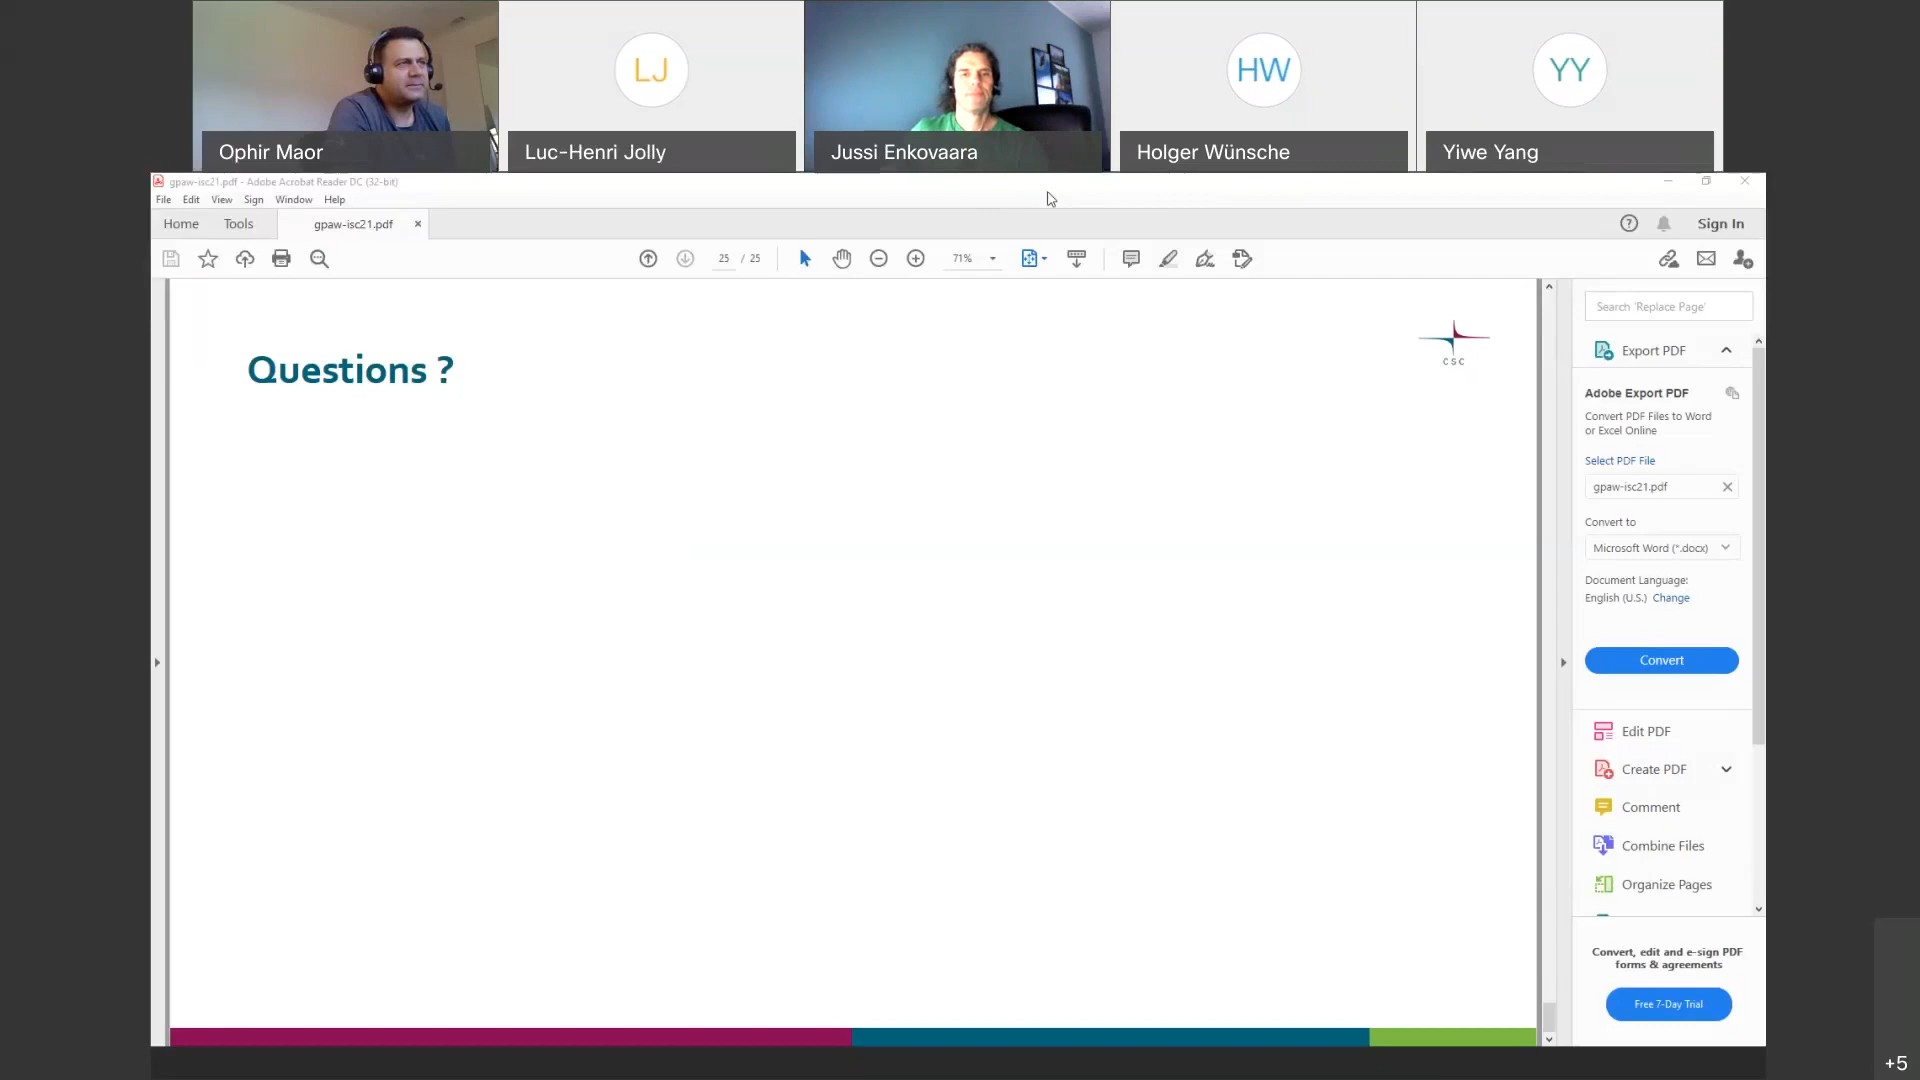 LJ
HW
YY
Ophir Maor
Luc-Henri Jolly
Jussi Enkovaara
Holger Wünsche
Yiwe Yang
gpaw-isc21.pdf - Adobe Acrobat Reader DC (32-bit)
File Edit View Sign Window Help
Home Tools gpaw-isc21.pdf × Sign In
25 / 25 71%
Search 'Replace Page'
Questions ?
CSC
Export PDF
Adobe Export PDF
Convert PDF Files to Word
or Excel Online
Select PDF File
gpaw-isc21.pdf
Convert to
Microsoft Word (*.docx)
Document Language:
English (U.S.) Change
Convert
Edit PDF
Create PDF
Comment
Combine Files
Organize Pages
Convert, edit and e-sign PDF
forms & agreements
Free 7-Day Trial
+5